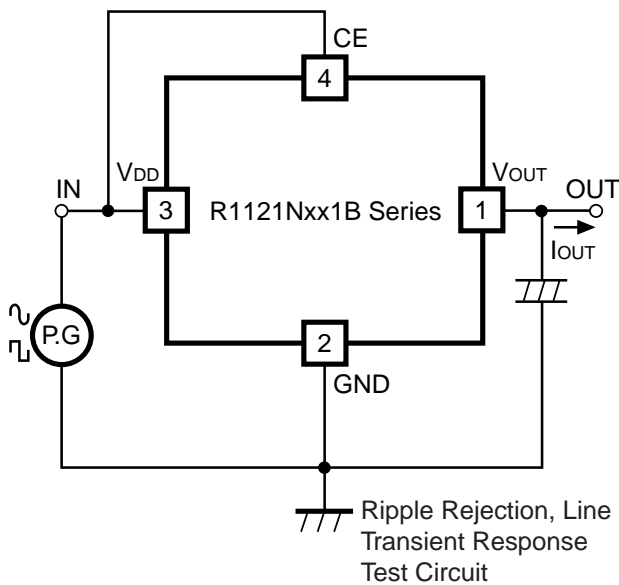 CE
4
VDD
VOUT
IN
3
R1121Nxx1B Series
1
OUT
IOUT
P.G
2
GND
Ripple Rejection, Line
Transient Response
Test Circuit